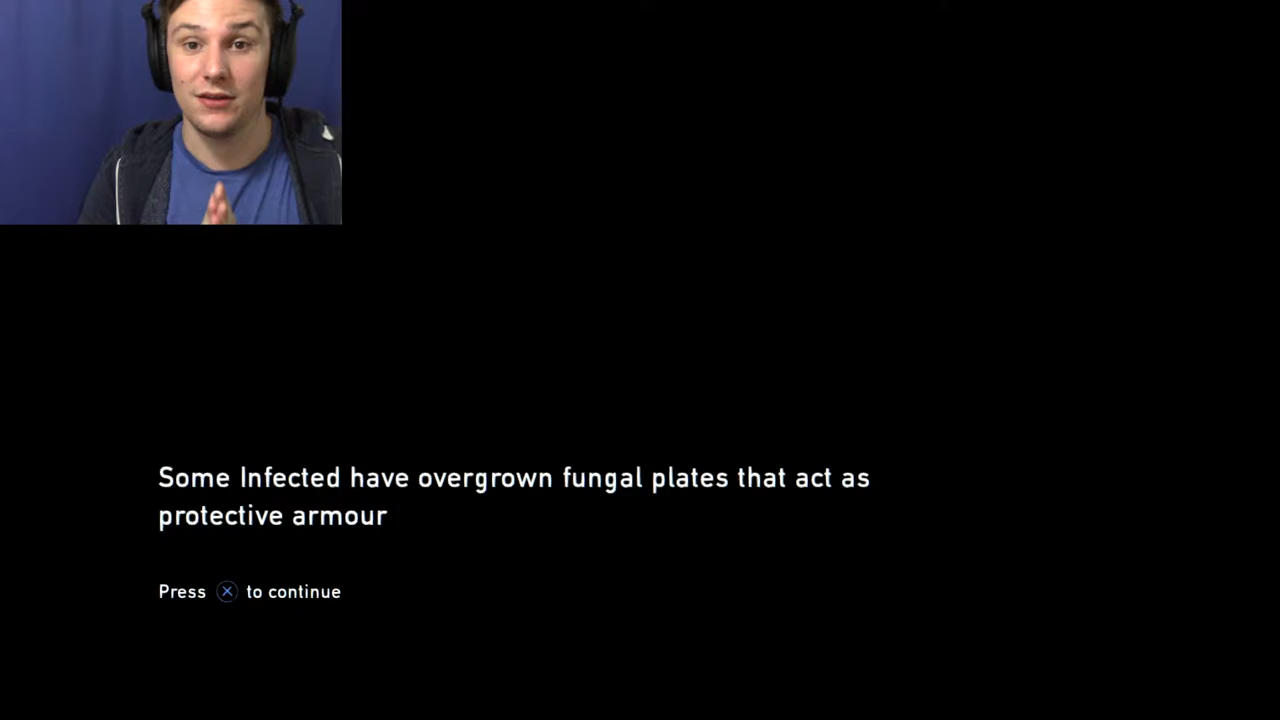 Some Infected have overgrown fungal plates that act as
protective armour
Press ⓧ to continue